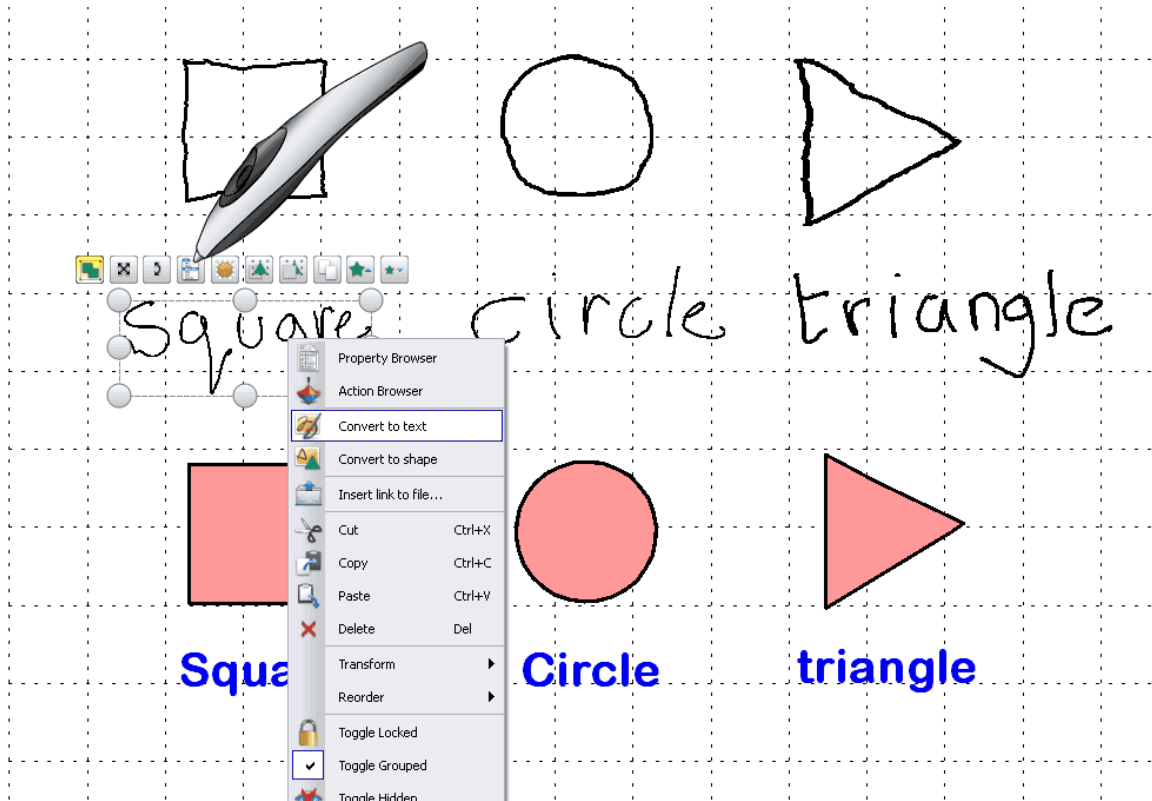 Square circle triangle
Property Browser
Action Browser
Convert to text
Convert to shape
Insert link to file...
Cut Ctrl+X
Copy Ctrl+C
Paste Ctrl+V
Delete Del
Transform
Reorder
Toggle Locked
Toggle Grouped
Toggle Hidden
Squa Circle triangle